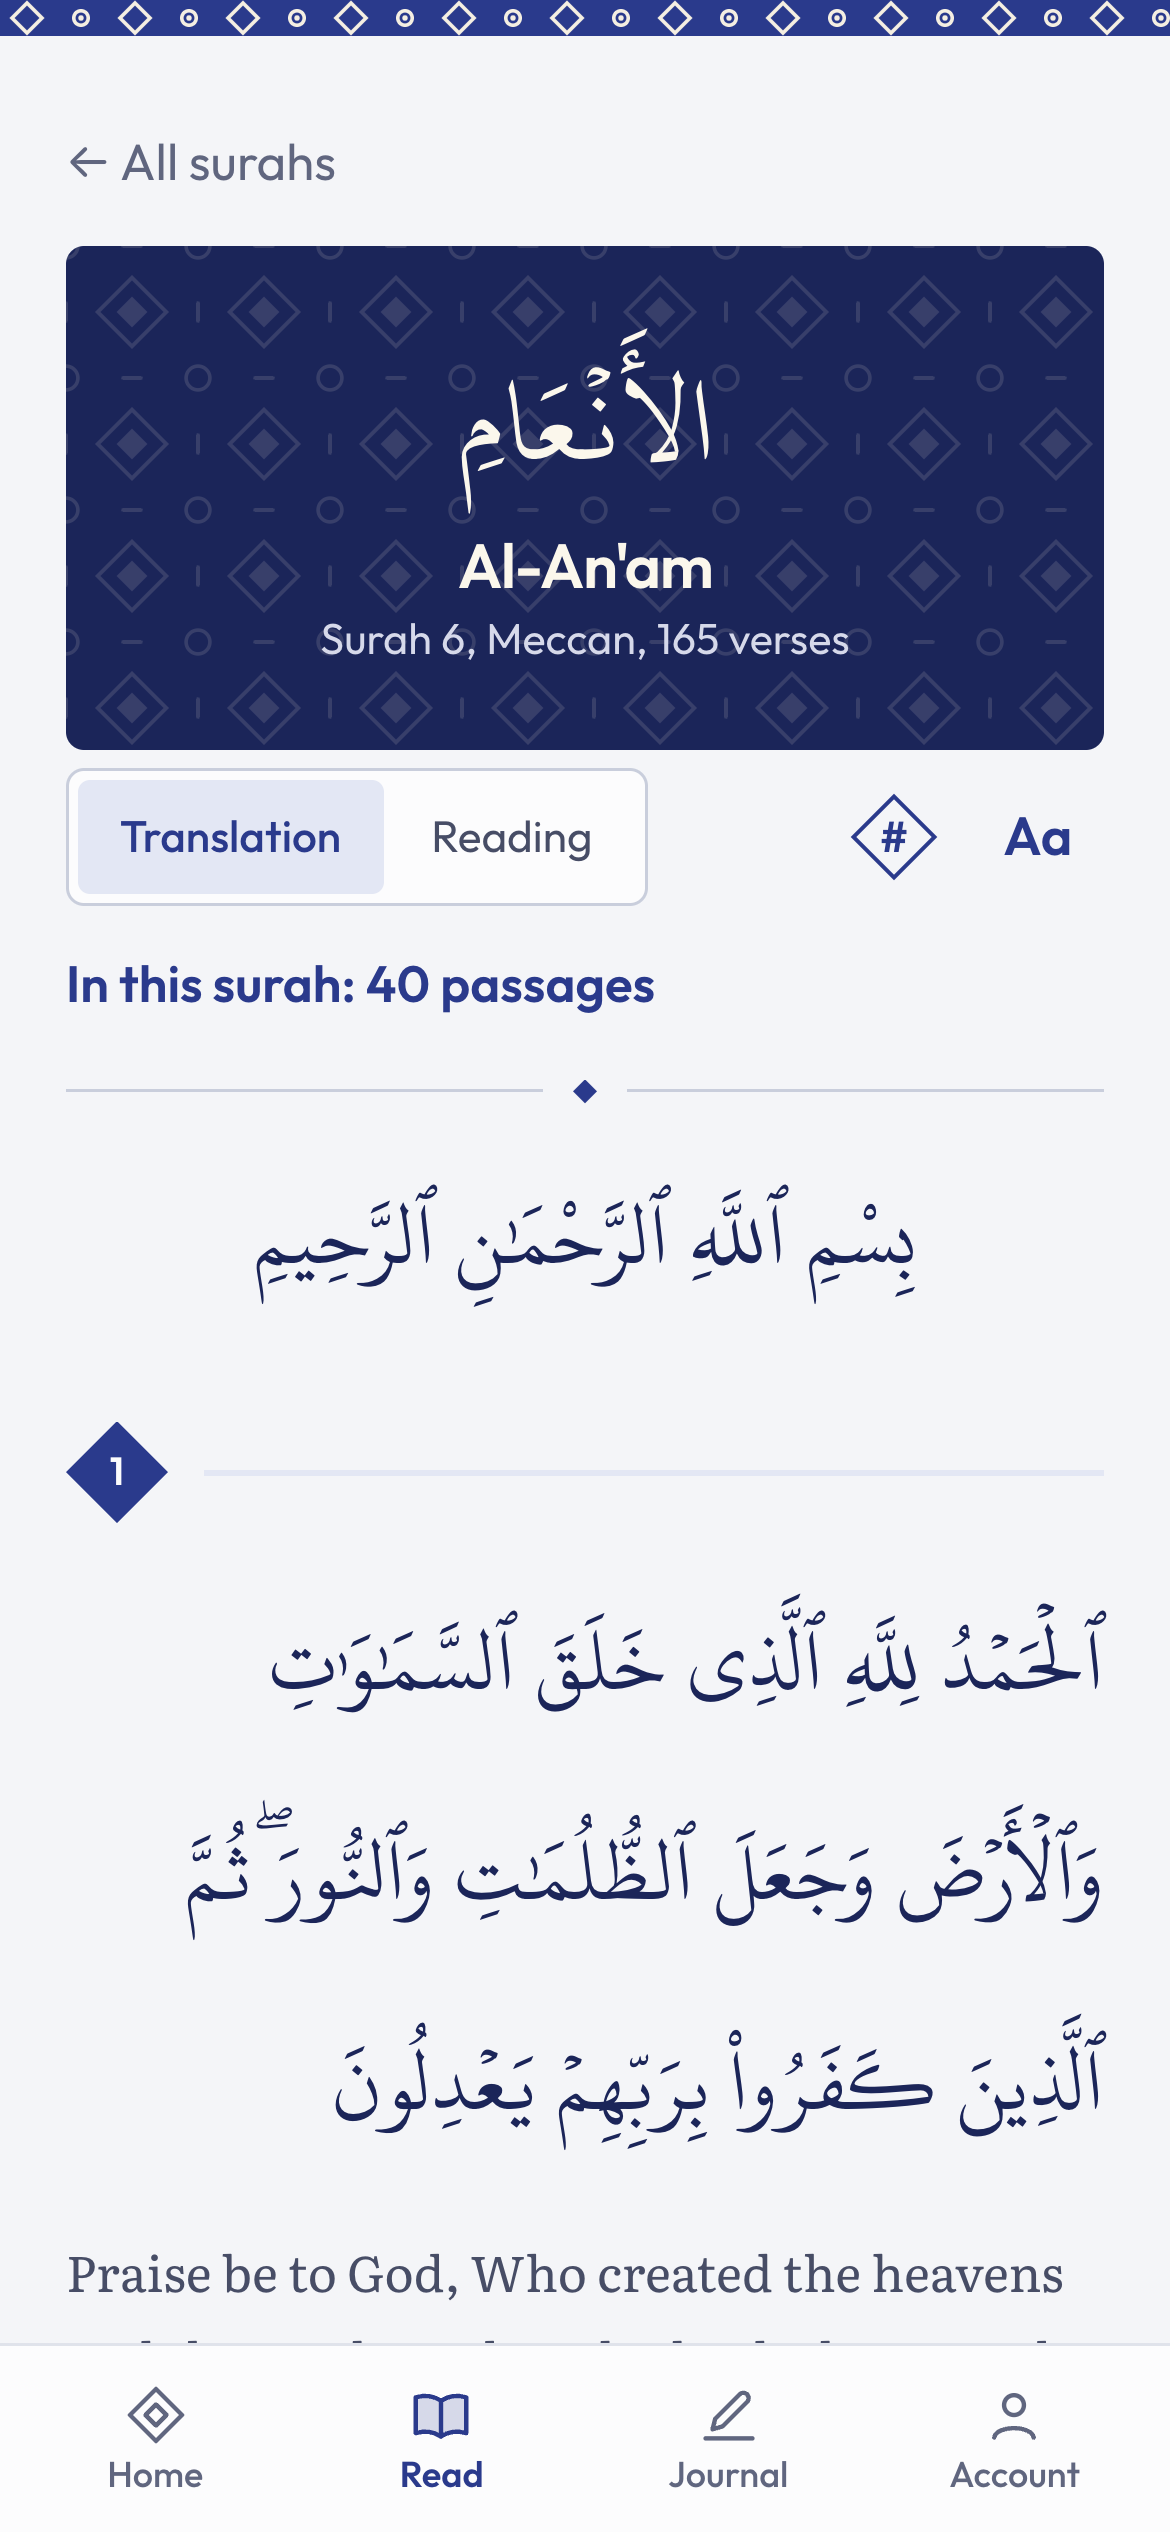 ← All surahs
الأَنۡعَامِ
Al-An'am
Surah 6, Meccan, 165 verses
Translation
Reading
#
Aa
In this surah: 40 passages
بِسْمِ ٱللَّهِ ٱلرَّحْمَـٰنِ ٱلرَّحِيمِ
1
ٱلۡحَمۡدُ لِلَّهِ ٱلَّذِى خَلَقَ ٱلسَّمَـٰوَٲتِ
وَٱلۡأَرۡضَ وَجَعَلَ ٱلظُّلُمَـٰتِ وَٱلنُّورَ‌ۖ ثُمَّ
ٱلَّذِينَ كَفَرُواْ بِرَبِّہِمۡ يَعۡدِلُونَ
Praise be to God, Who created the heavens
Home
Read
Journal
Account